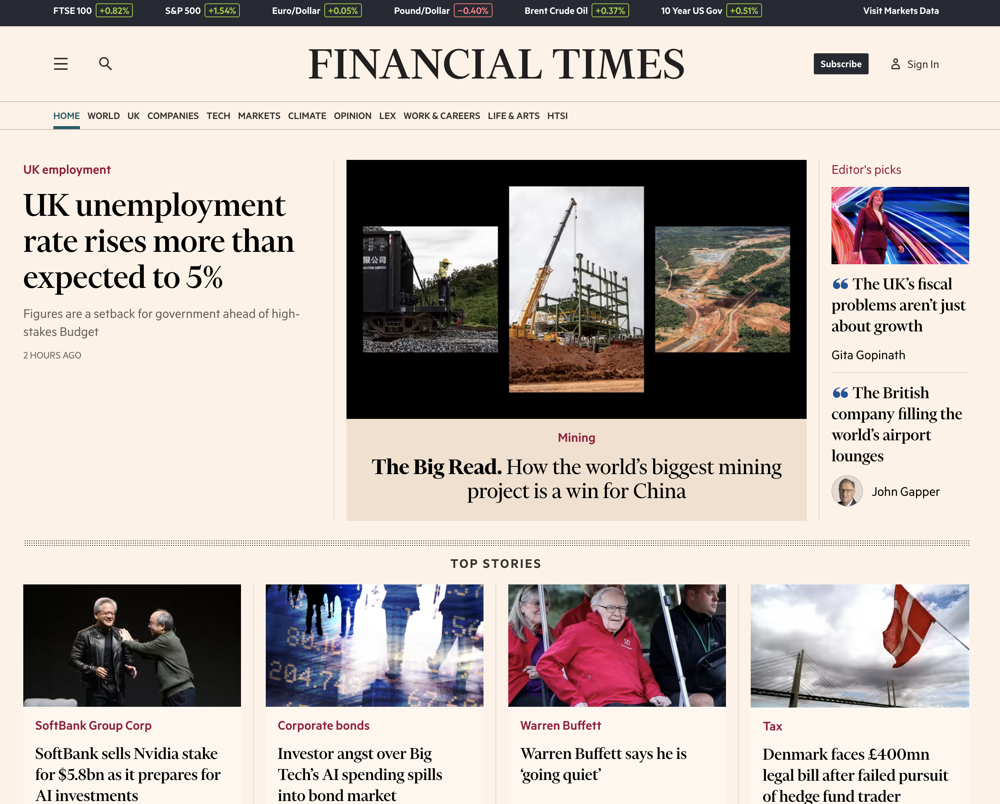 FTSE 100 +0.82% S&P 500 +1.54% Euro/Dollar +0.05% Pound/Dollar −0.40% Brent Crude Oil +0.37% 10 Year US Gov +0.51% Visit Markets Data
FINANCIAL TIMES
Subscribe
Sign In
HOME WORLD UK COMPANIES TECH MARKETS CLIMATE OPINION LEX WORK & CAREERS LIFE & ARTS HTSI
UK employment
UK unemployment
rate rises more than
expected to 5%
Figures are a setback for government ahead of high-
stakes Budget
2 HOURS AGO
限公司
Mining
The Big Read. How the world’s biggest mining
project is a win for China
Editor's picks
“ The UK’s fiscal
problems aren’t just
about growth
Gita Gopinath
“ The British
company filling the
world’s airport
lounges
John Gapper
TOP STORIES
SoftBank Group Corp
SoftBank sells Nvidia stake
for $5.8bn as it prepares for
AI investments
Corporate bonds
Investor angst over Big
Tech’s AI spending spills
into bond market
Warren Buffett
Warren Buffett says he is
‘going quiet’
Tax
Denmark faces £400mn
legal bill after failed pursuit
of hedge fund trader